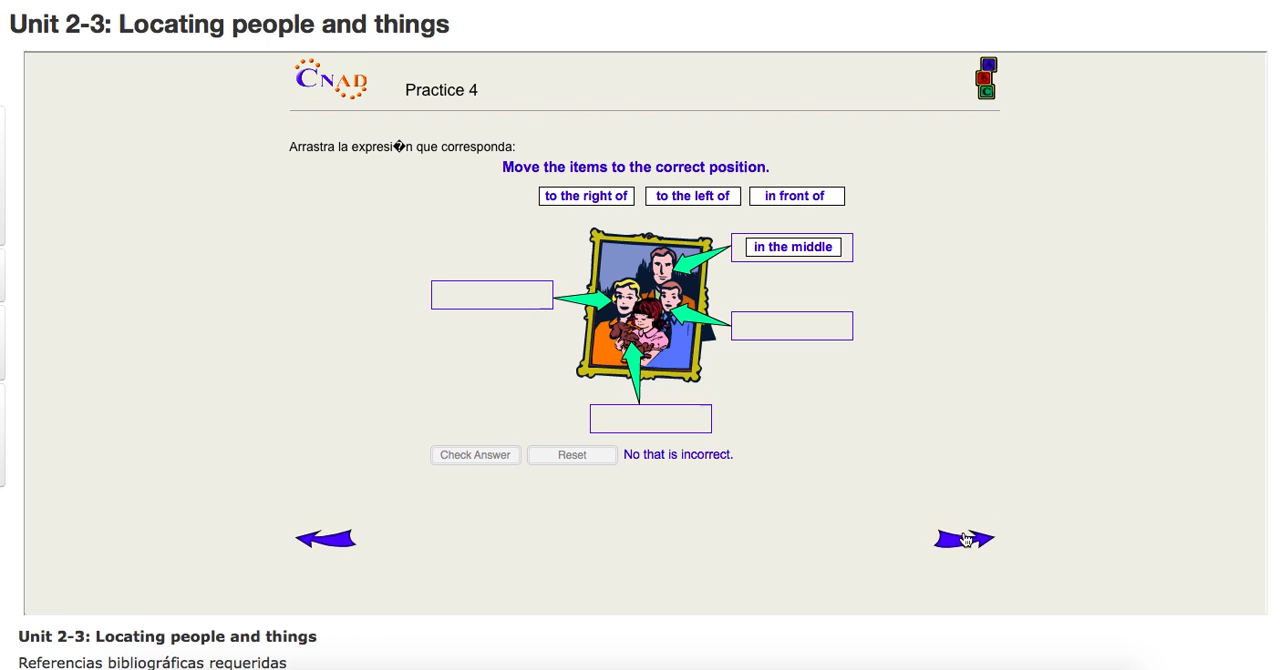 Unit 2-3: Locating people and things
CNAD
Practice 4
A
B
C
Arrastra la expresi�n que corresponda:
Move the items to the correct position.
to the right of
to the left of
in front of
in the middle
Check Answer
Reset
No that is incorrect.
Unit 2-3: Locating people and things
Referencias bibliográficas requeridas